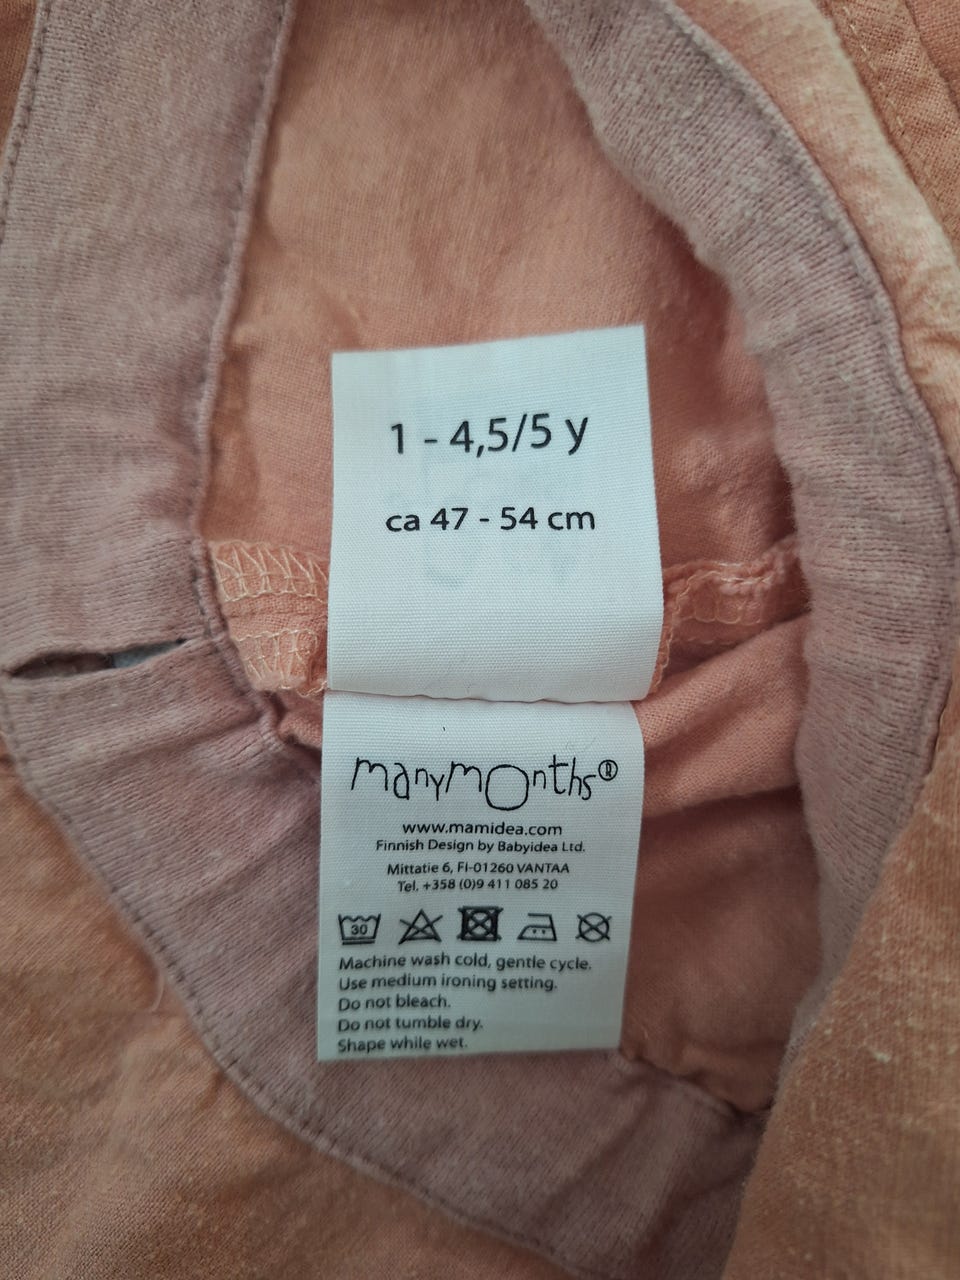 1 - 4,5/5 y
ca 47 - 54 cm
manymonths®
www.mamidea.com
Finnish Design by Babyidea Ltd.
Mittatie 6, FI-01260 VANTAA
Tel. +358 (0)9 411 085 20
30
Machine wash cold, gentle cycle.
Use medium ironing setting.
Do not bleach.
Do not tumble dry.
Shape while wet.